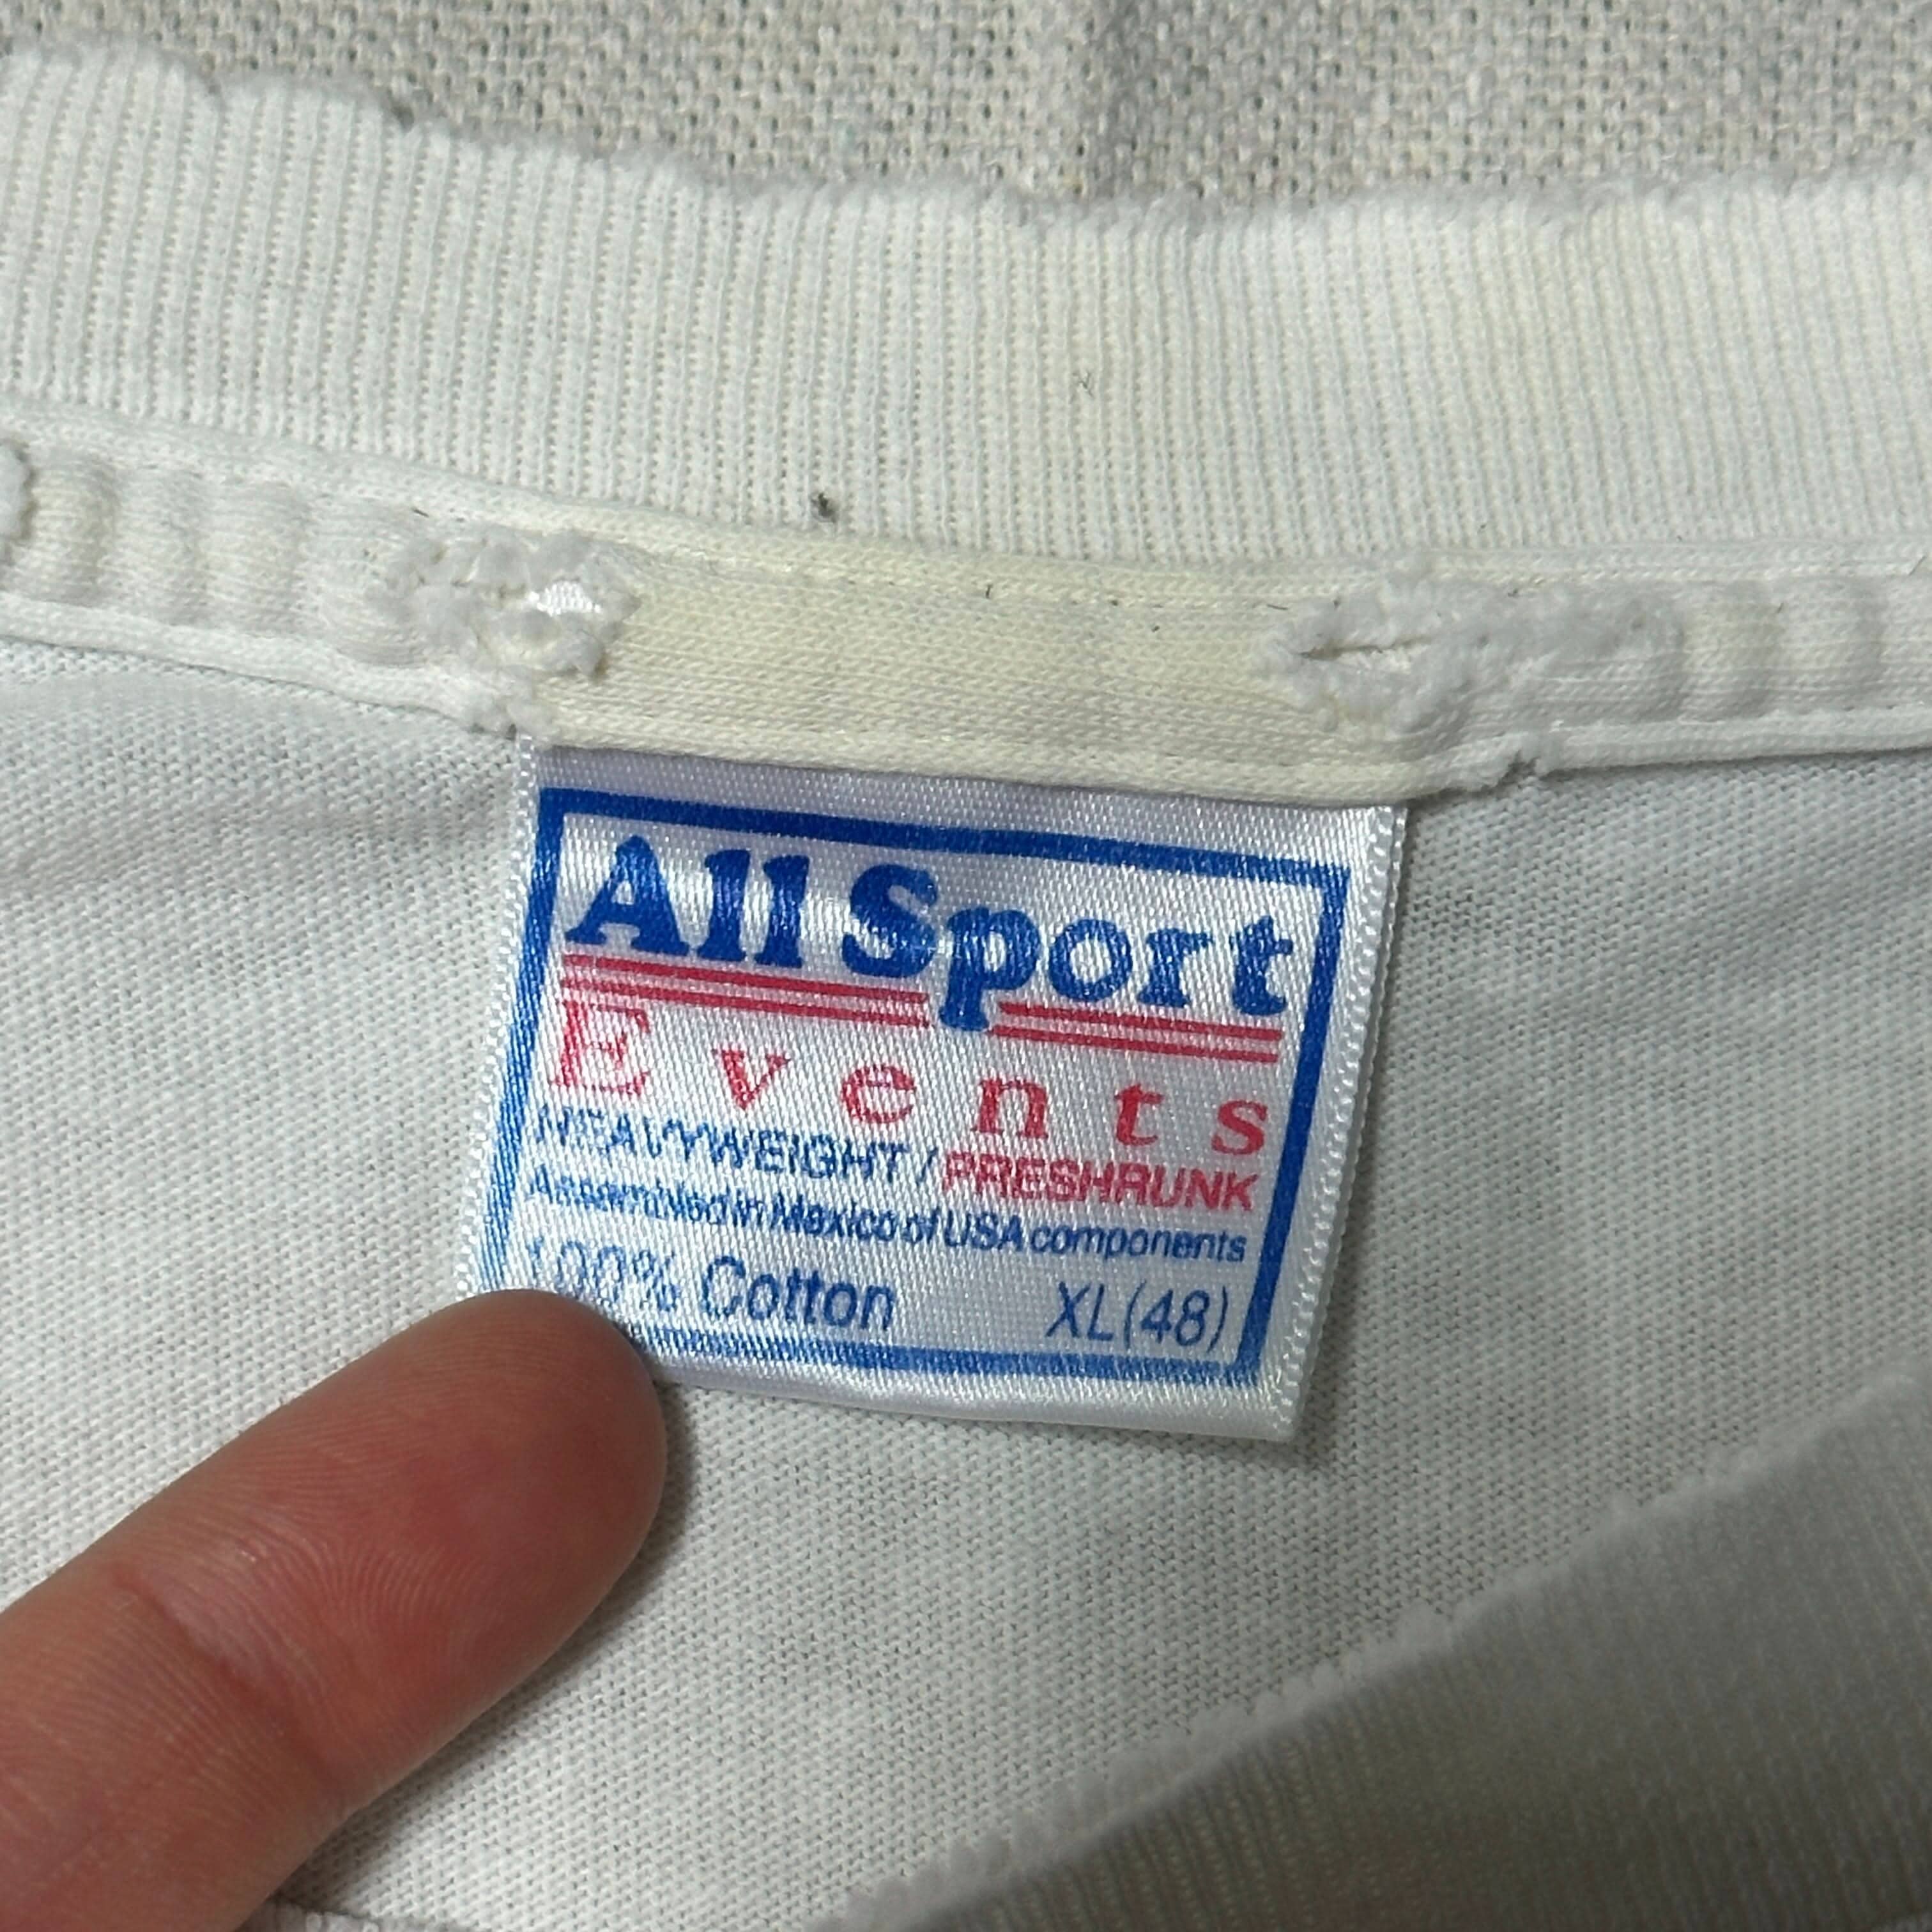 All Sport
Events
HEAVYWEIGHT / PRESHRUNK
Assembled in Mexico of USA components
100% Cotton XL(48)